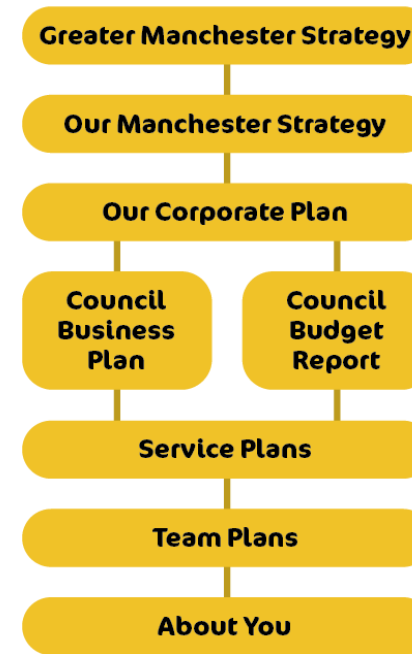 Greater Manchester Strategy
Our Manchester Strategy
Our Corporate Plan
Council
Business
Plan
Council
Budget
Report
Service Plans
Team Plans
About You